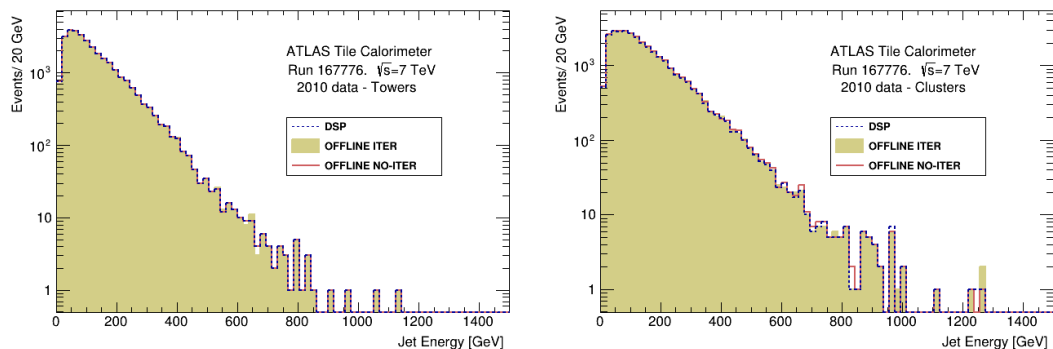 Events/ 20 GeV
10³
10²
10
1
ATLAS Tile Calorimeter
Run 167776. √s=7 TeV
2010 data - Towers
DSP
OFFLINE ITER
OFFLINE NO-ITER
0 200 400 600 800 1000 1200 1400
Jet Energy [GeV]
Events/ 20 GeV
10³
10²
10
1
ATLAS Tile Calorimeter
Run 167776. √s=7 TeV
2010 data - Clusters
DSP
OFFLINE ITER
OFFLINE NO-ITER
0 200 400 600 800 1000 1200 1400
Jet Energy [GeV]